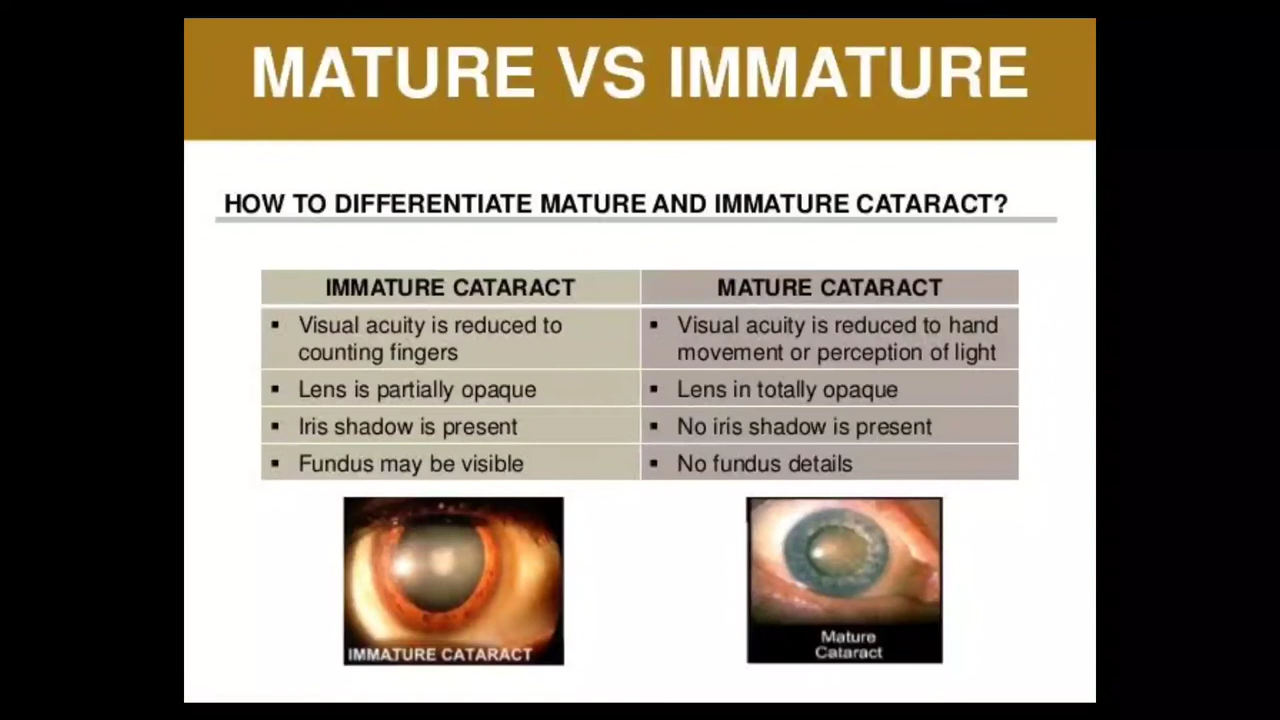 MATURE VS IMMATURE
HOW TO DIFFERENTIATE MATURE AND IMMATURE CATARACT?
IMMATURE CATARACT
MATURE CATARACT
▪ Visual acuity is reduced to
counting fingers
▪ Visual acuity is reduced to hand
movement or perception of light
▪ Lens is partially opaque
▪ Lens in totally opaque
▪ Iris shadow is present
▪ No iris shadow is present
▪ Fundus may be visible
▪ No fundus details
IMMATURE CATARACT
Mature
Cataract